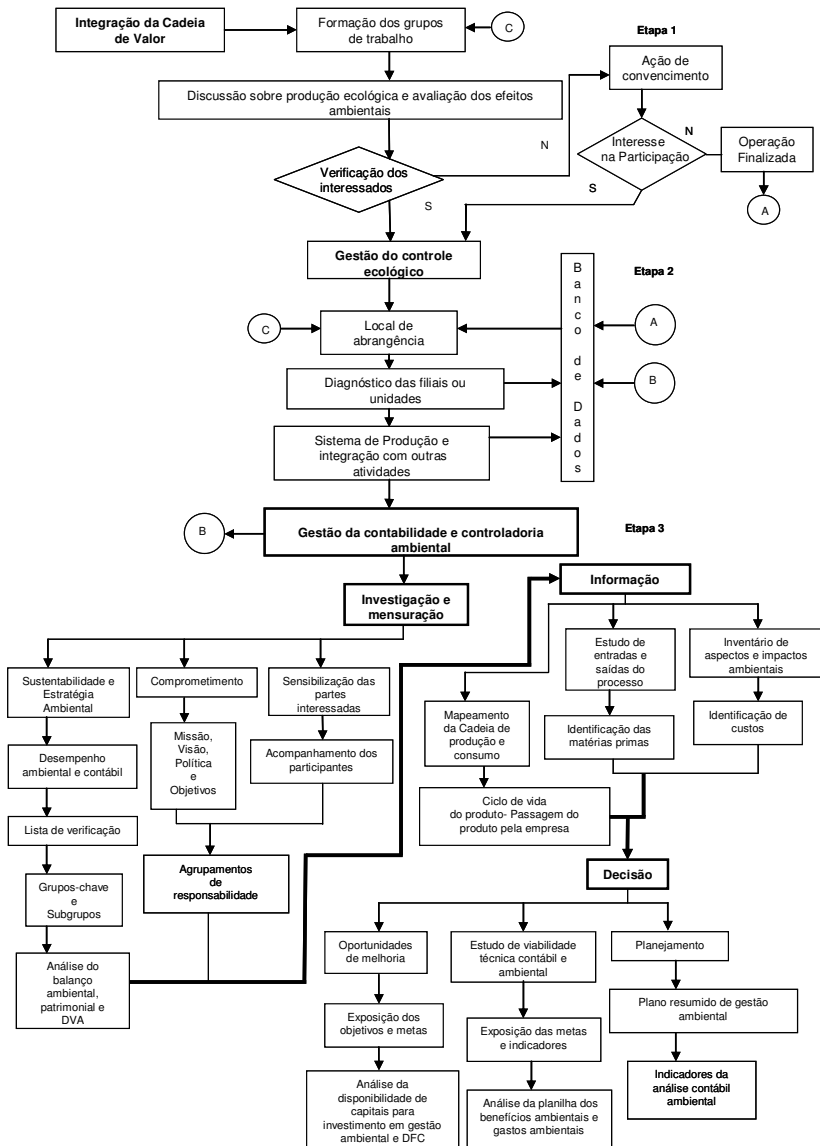 Integração da Cadeia
de Valor
Formação dos grupos
de trabalho
C
Etapa 1
Ação de
convencimento
Discussão sobre produção ecológica e avaliação dos efeitos
ambientais
N
Interesse
na Participação
N
Operação
Finalizada
Verificação dos
interessados
S
S
A
Gestão do controle
ecológico
Etapa 2
Banco de Dados
C
Local de
abrangência
A
Diagnóstico das filiais ou
unidades
B
Sistema de Produção e
integração com outras
atividades
B
Gestão da contabilidade e controladoria
ambiental
Etapa 3
Investigação e
mensuração
Informação
Sustentabilidade e
Estratégia
Ambiental
Comprometimento
Sensibilização das
partes
interessadas
Estudo de
entradas e
saídas do
processo
Inventário de
aspectos e impactos
ambientais
Desempenho
ambiental e contábil
Missão,
Visão,
Política
e
Objetivos
Acompanhamento dos
participantes
Mapeamento
da Cadeia de
produção e
consumo
Identificação das
matérias primas
Identificação de
custos
Lista de verificação
Ciclo de vida
do produto- Passagem do
produto pela empresa
Grupos-chave
e
Subgrupos
Agrupamentos
de
responsabilidade
Decisão
Análise do
balanço
ambiental,
patrimonial e
DVA
Oportunidades
de melhoria
Estudo de viabilidade
técnica contábil e
ambiental
Planejamento
Exposição dos
objetivos e metas
Exposição das metas
e indicadores
Plano resumido de gestão
ambiental
Análise da
disponibilidade de
capitais para
investimento em gestão
ambiental e DFC
Análise da planilha dos
benefícios ambientais e
gastos ambientais
Indicadores da
análise contábil
ambiental